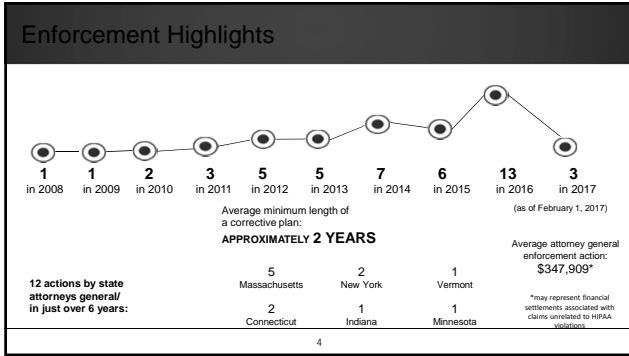 Enforcement Highlights
1 1 2 3 5 5 7 6 13 3
in 2008 in 2009 in 2010 in 2011 in 2012 in 2013 in 2014 in 2015 in 2016 in 2017
(as of February 1, 2017)
Average minimum length of
a corrective plan:
APPROXIMATELY 2 YEARS
Average attorney general
enforcement action:
$347,909*
12 actions by state
attorneys general/
in just over 6 years:
5 2 1
Massachusetts New York Vermont
2 1 1
Connecticut Indiana Minnesota
*may represent financial
settlements associated with
claims unrelated to HIPAA
violations
4